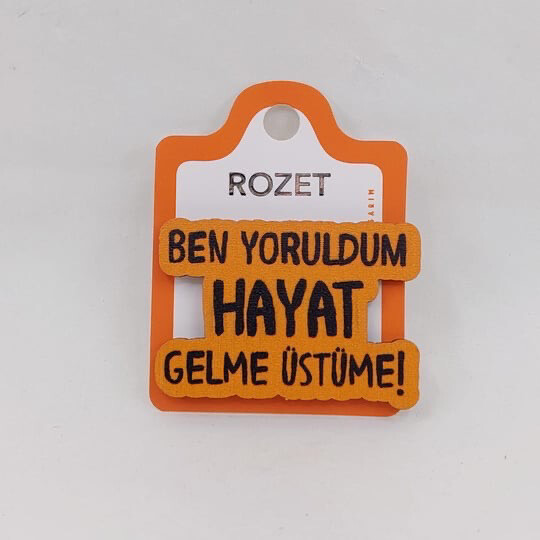 ROZET
BEN YORULDUM
HAYAT
GELME ÜSTÜME!